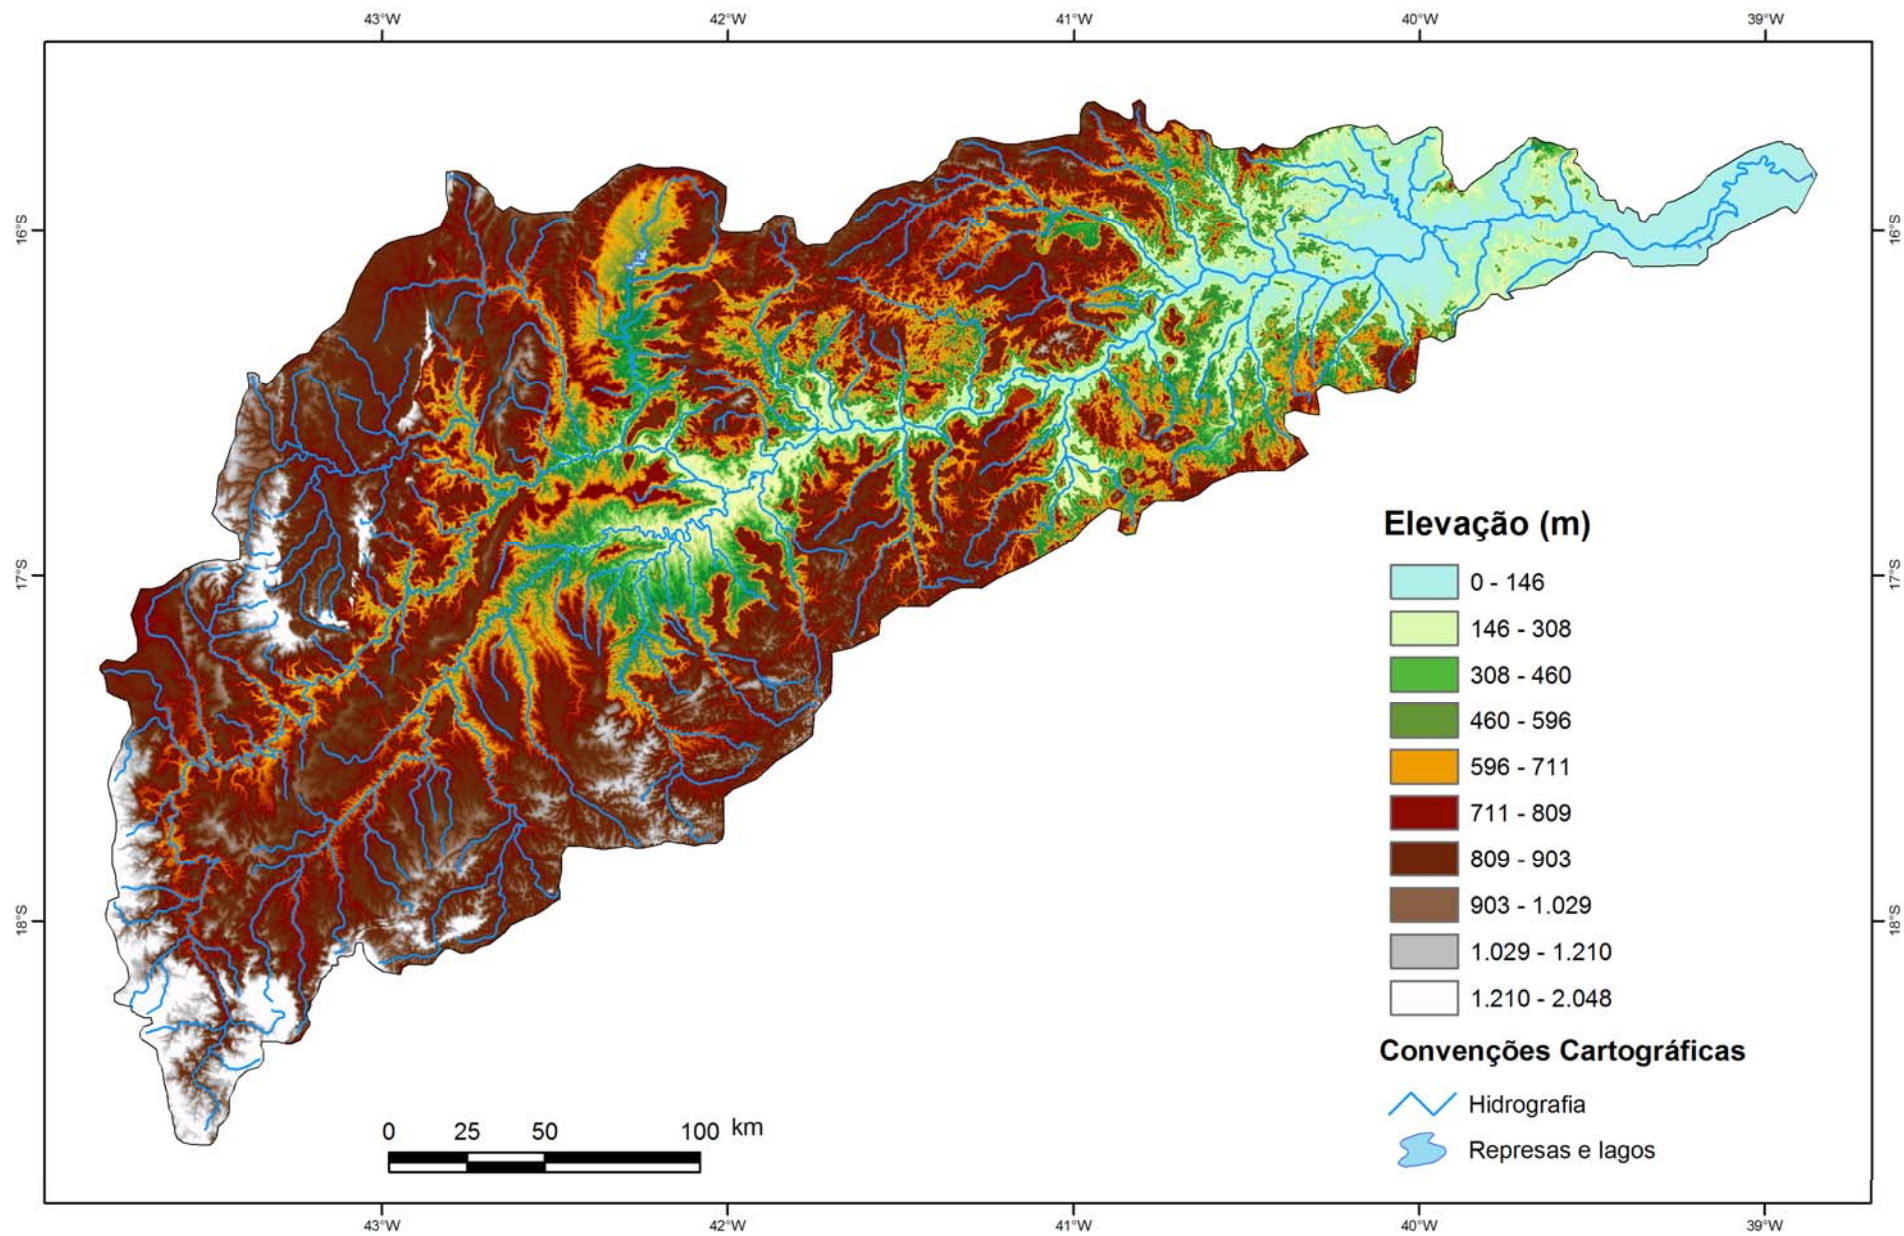 43°W 42°W 41°W 40°W 39°W
16°S 16°S
17°S 17°S
18°S 18°S
Elevação (m)
0 - 146
146 - 308
308 - 460
460 - 596
596 - 711
711 - 809
809 - 903
903 - 1.029
1.029 - 1.210
1.210 - 2.048
Convenções Cartográficas
Hidrografia
Represas e lagos
0 25 50 100 km
43°W 42°W 41°W 40°W 39°W